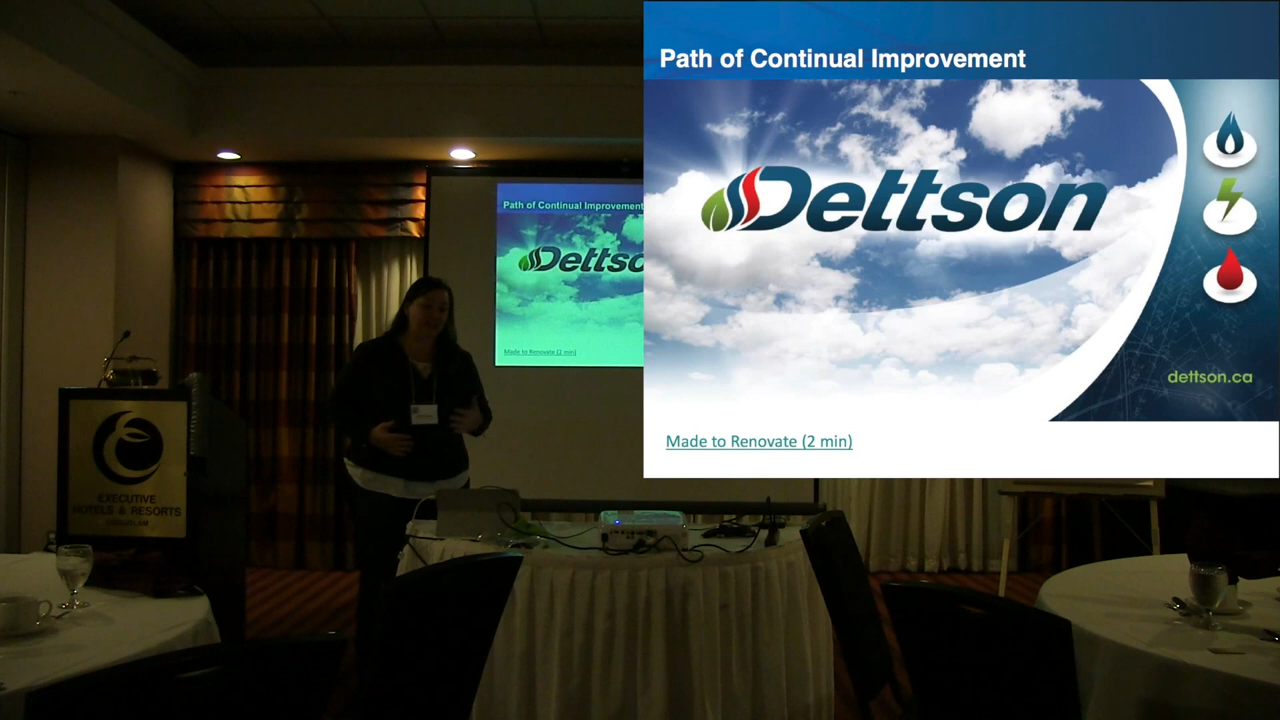 Path of Continual Improvement
Dettson
dettson.ca
Made to Renovate (2 min)
Path of Continual Improvement
Dettso
Made to Renovate (2 min)
EXECUTIVE
HOTELS & RESORTS